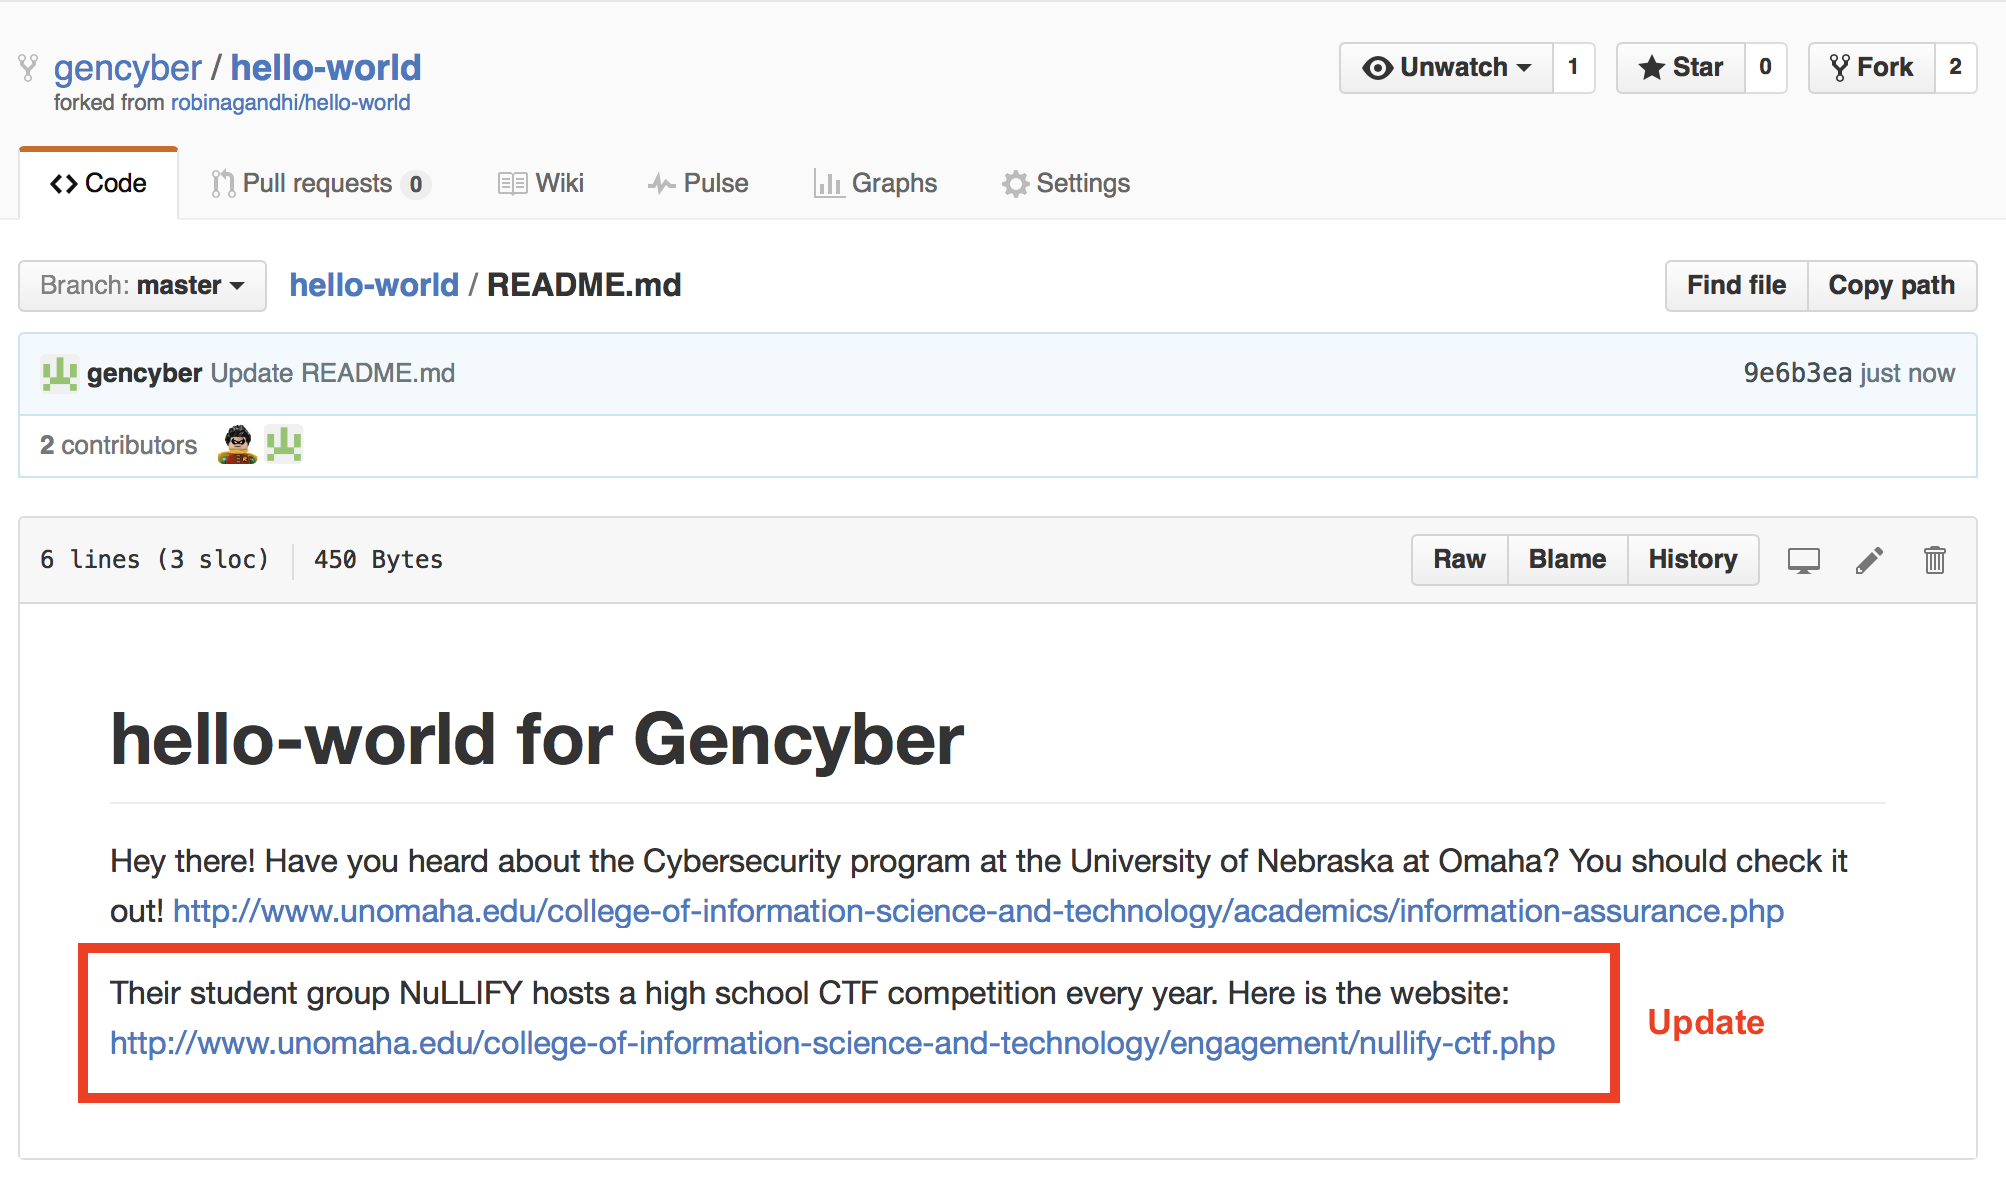 gencyber / hello-world
forked from robinagandhi/hello-world
Unwatch 1 Star 0 Fork 2
Code Pull requests 0 Wiki Pulse Graphs Settings
Branch: master hello-world / README.md Find file Copy path
gencyber Update README.md 9e6b3ea just now
2 contributors
6 lines (3 sloc) 450 Bytes Raw Blame History
hello-world for Gencyber
Hey there! Have you heard about the Cybersecurity program at the University of Nebraska at Omaha? You should check it
out! http://www.unomaha.edu/college-of-information-science-and-technology/academics/information-assurance.php
Their student group NuLLIFY hosts a high school CTF competition every year. Here is the website:
http://www.unomaha.edu/college-of-information-science-and-technology/engagement/nullify-ctf.php
Update